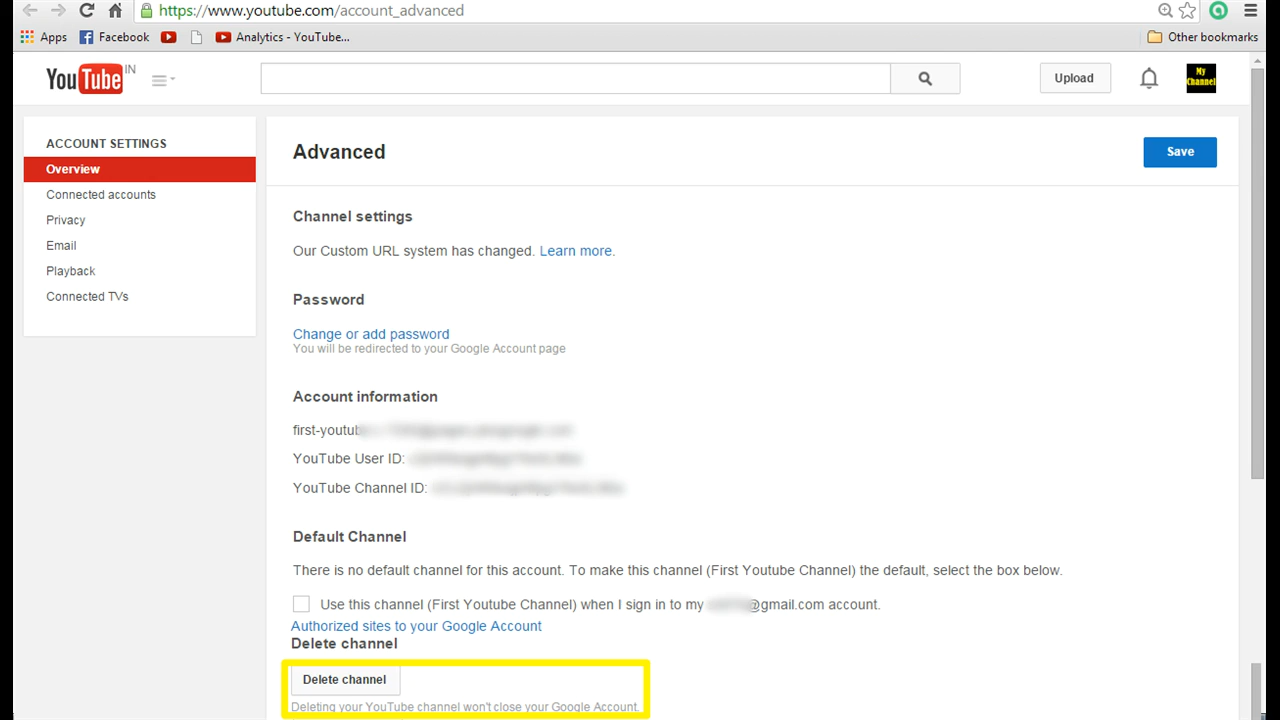 https://www.youtube.com/account_advanced
Apps Facebook Analytics - YouTube... Other bookmarks
YouTube IN
Upload
My Channel
ACCOUNT SETTINGS
Overview
Connected accounts
Privacy
Email
Playback
Connected TVs
Advanced
Save
Channel settings
Our Custom URL system has changed. Learn more.
Password
Change or add password
You will be redirected to your Google Account page
Account information
first-youtub
YouTube User ID:
YouTube Channel ID:
Default Channel
There is no default channel for this account. To make this channel (First Youtube Channel) the default, select the box below.
Use this channel (First Youtube Channel) when I sign in to my @gmail.com account.
Authorized sites to your Google Account
Delete channel
Delete channel
Deleting your YouTube channel won't close your Google Account.